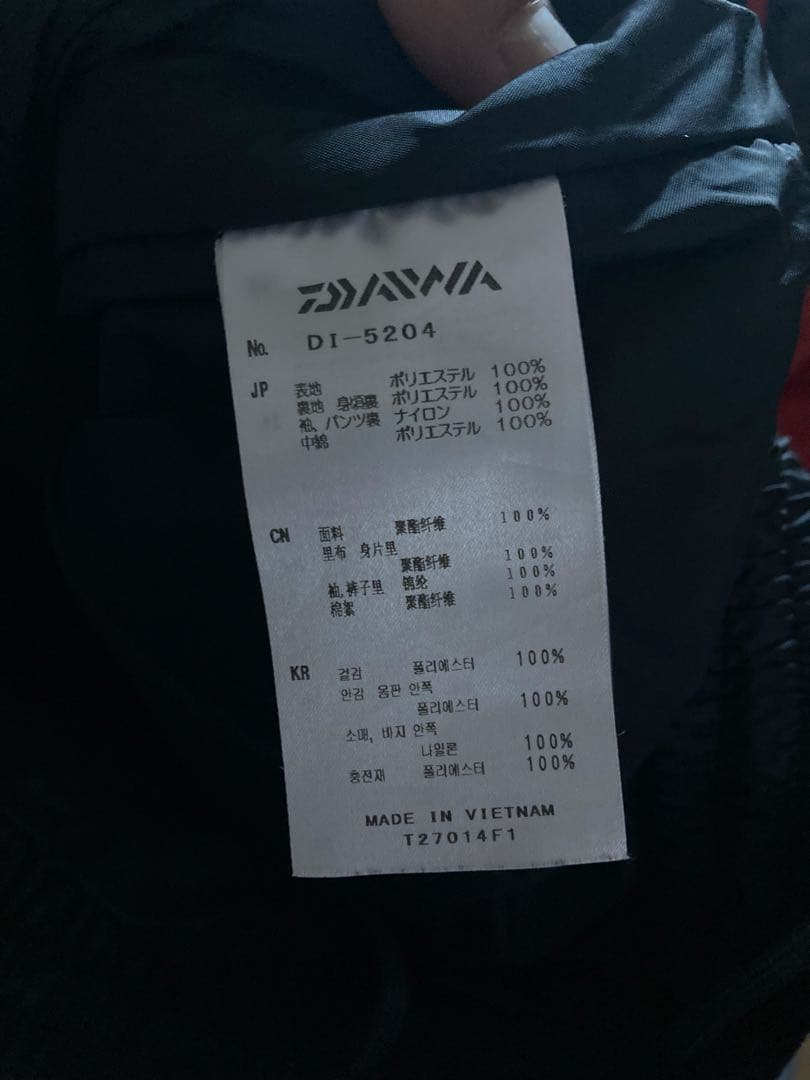 DAIWA
No. DI-5204
JP 表地 ポリエステル 100%
裏地 身頃裏 ポリエステル 100%
袖、パンツ裏 ナイロン 100%
中綿 ポリエステル 100%
CN 面料 聚酯纤维 100%
里布 身片里
聚酯纤维 100%
袖,裤子里 锦纶 100%
棉絮 聚酯纤维 100%
KR 겉감 폴리에스터 100%
안감 몸판 안쪽
폴리에스터 100%
소매, 바지 안쪽
나일론 100%
충전재 폴리에스터 100%
MADE IN VIETNAM
T27014F1